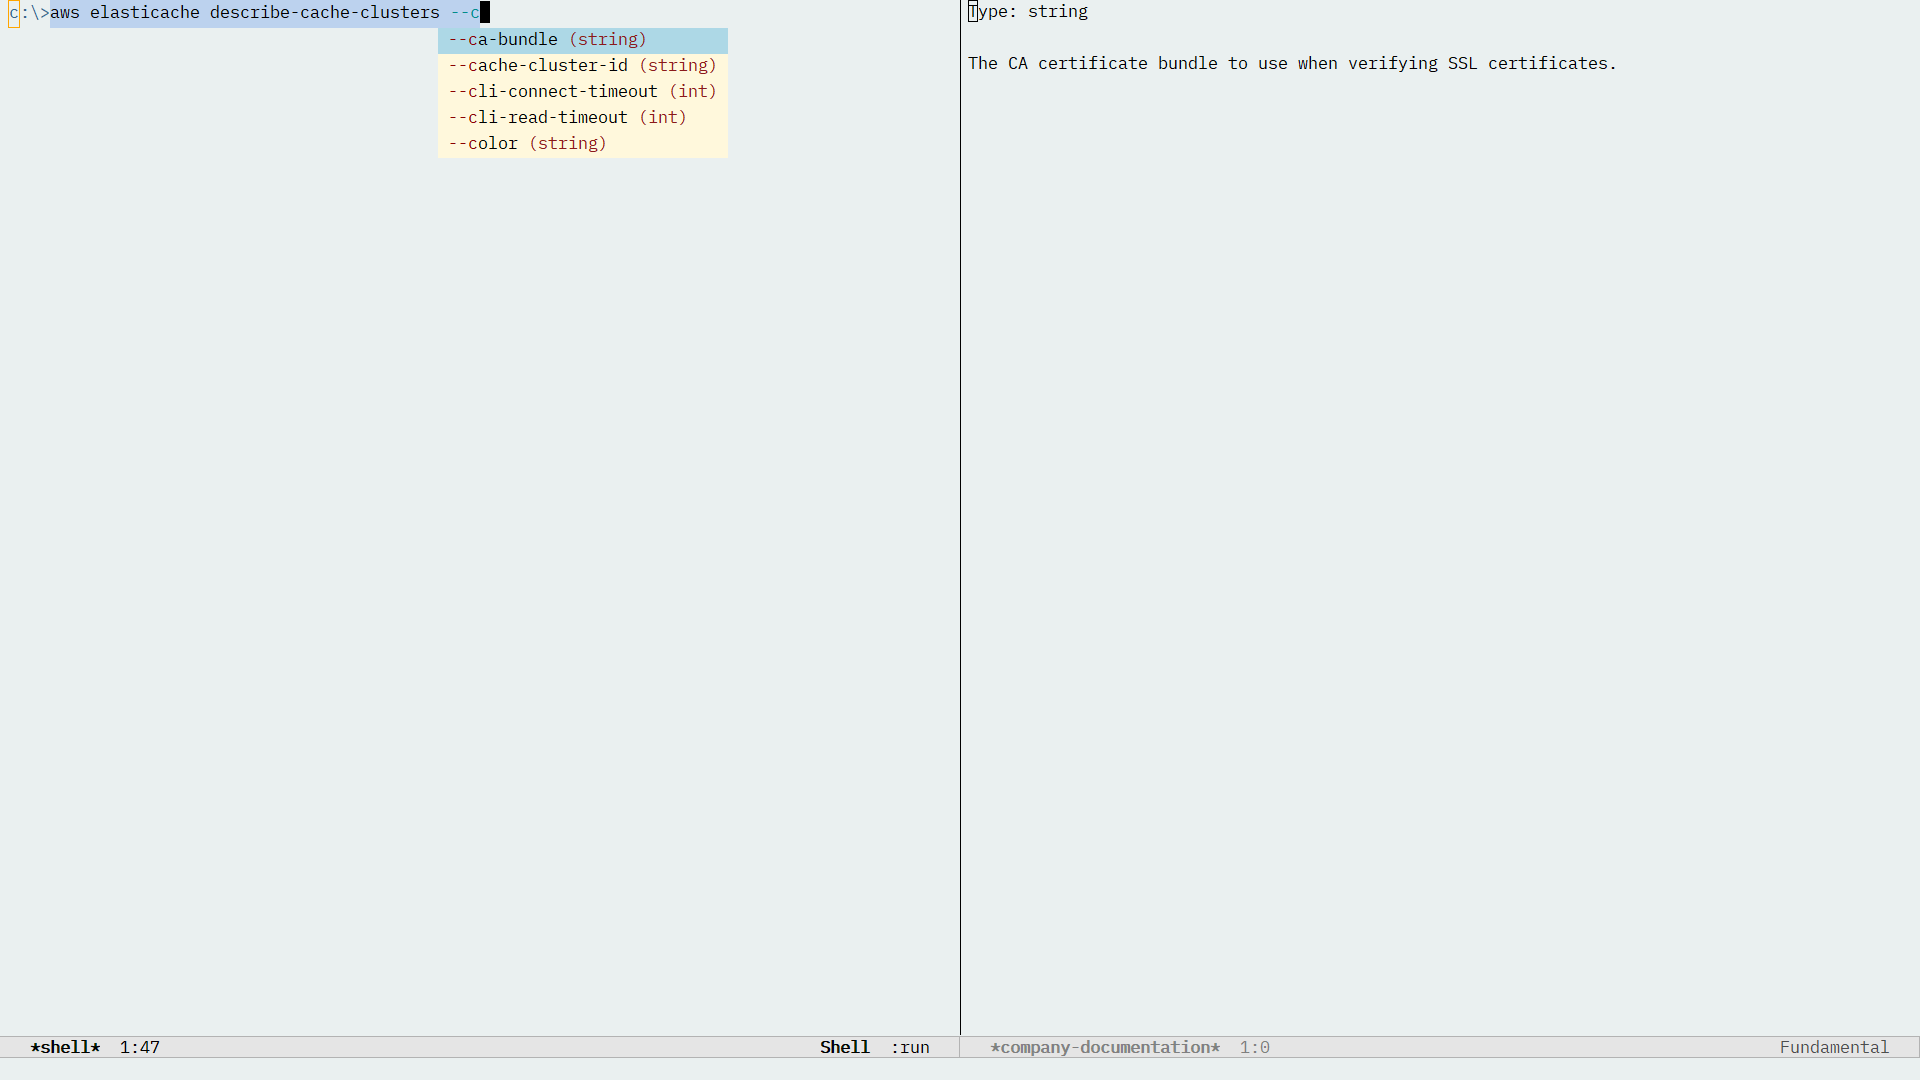 c:\>aws elasticache describe-cache-clusters --c
--ca-bundle (string)
--cache-cluster-id (string)
--cli-connect-timeout (int)
--cli-read-timeout (int)
--color (string)
Type: string
The CA certificate bundle to use when verifying SSL certificates.
*shell* 1:47 Shell :run
*company-documentation* 1:0 Fundamental